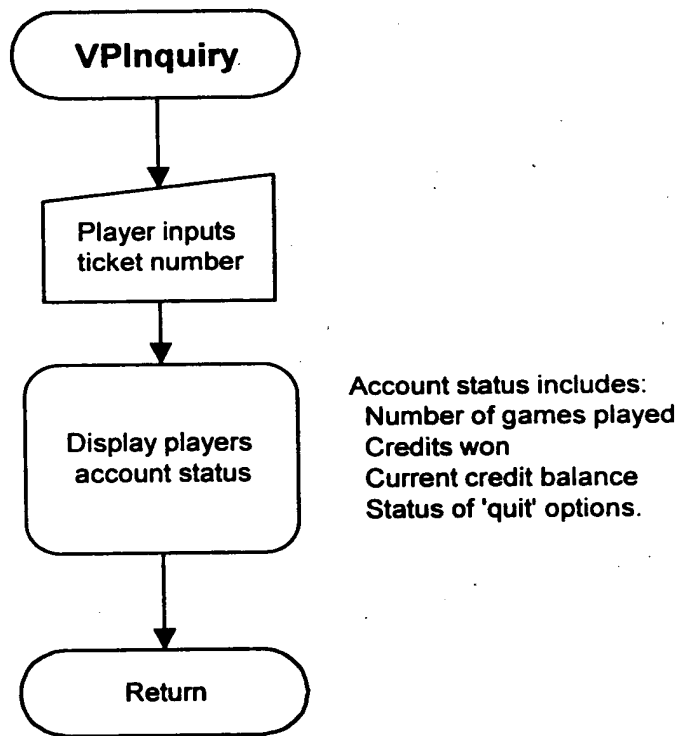 VPInquiry
Player inputs
ticket number
Display players
account status
Account status includes:
Number of games played
Credits won
Current credit balance
Status of 'quit' options.
Return